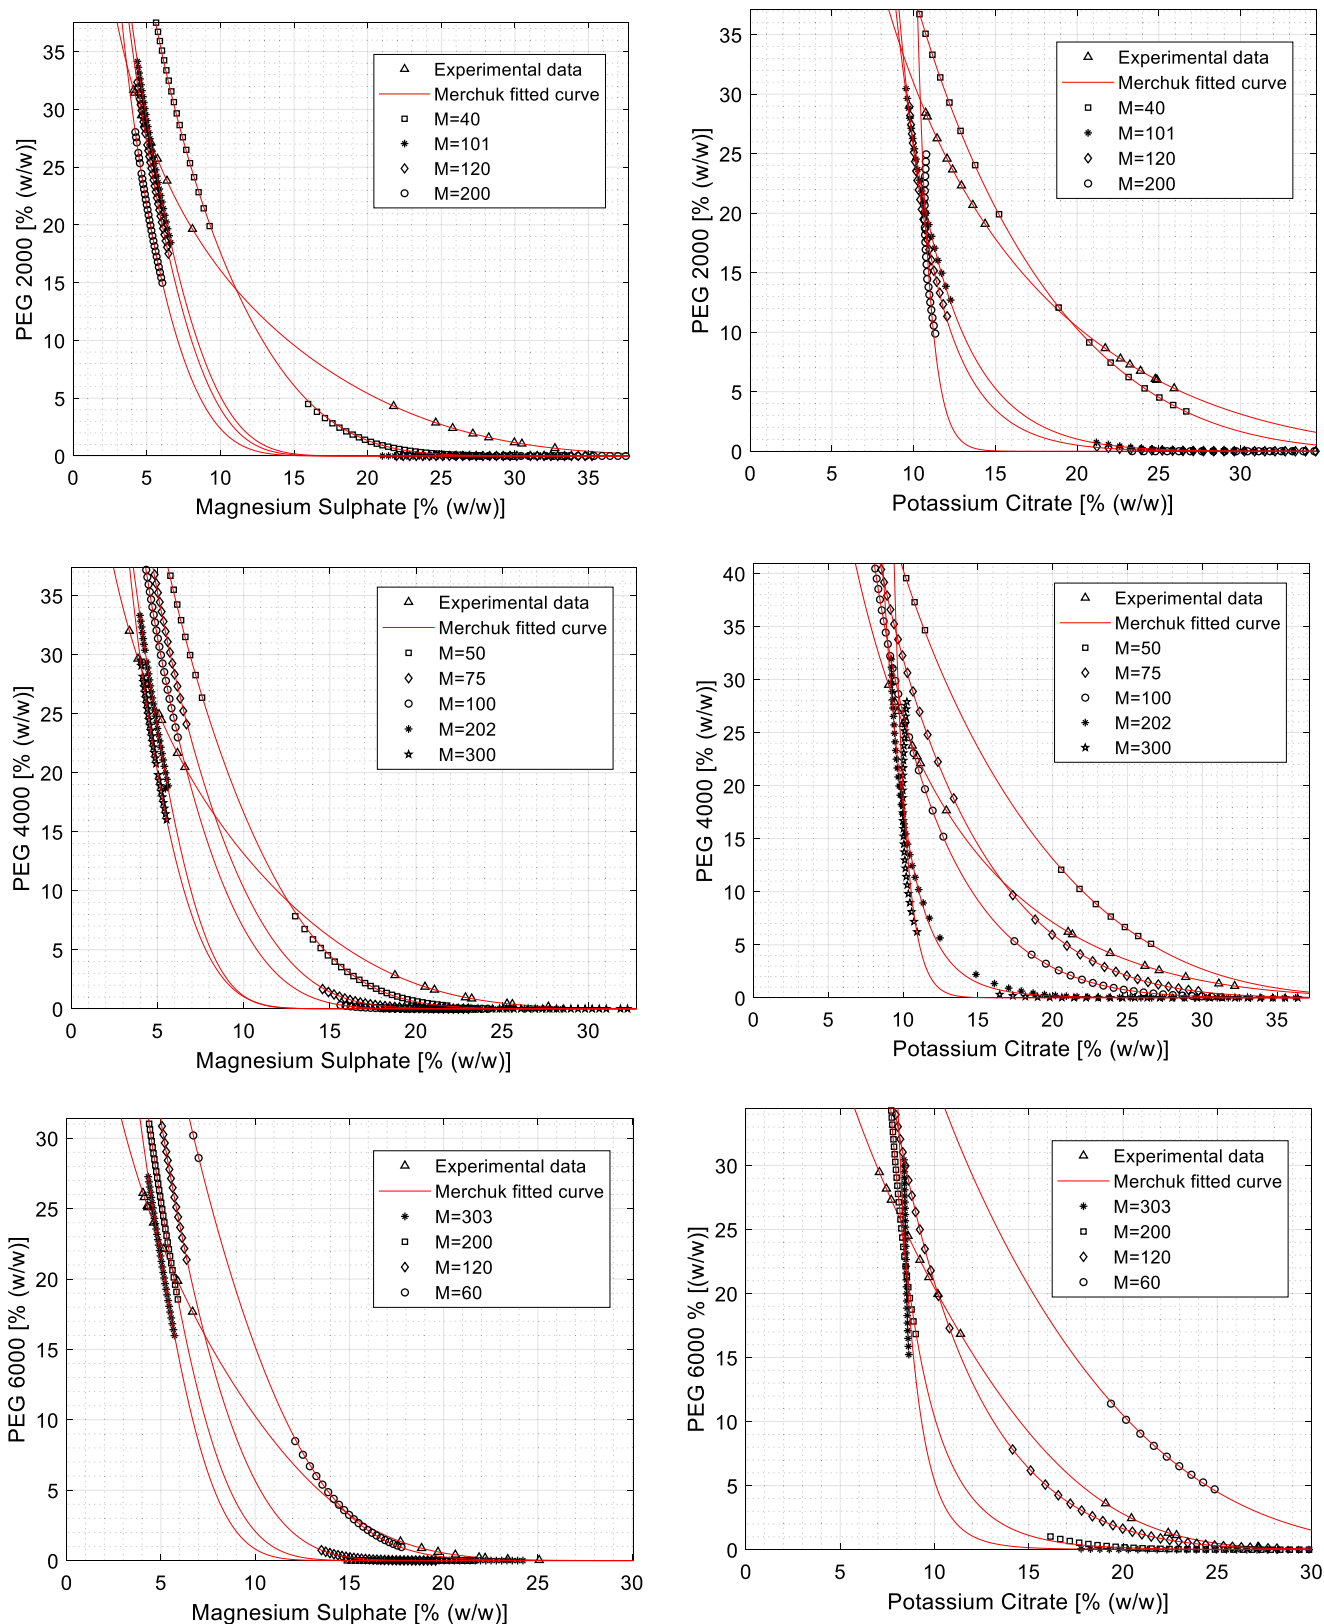 35
30
25
20
15
10
5
0
0
5
10
15
20
25
30
35
PEG 2000 [% (w/w)]
Magnesium Sulphate [% (w/w)]
Experimental data
Merchuk fitted curve
M=40
M=101
M=120
M=200
35
30
25
20
15
10
5
0
0
5
10
15
20
25
30
PEG 2000 [% (w/w)]
Potassium Citrate [% (w/w)]
Experimental data
Merchuk fitted curve
M=40
M=101
M=120
M=200
35
30
25
20
15
10
5
0
0
5
10
15
20
25
30
PEG 4000 [% (w/w)]
Magnesium Sulphate [% (w/w)]
Experimental data
Merchuk fitted curve
M=50
M=75
M=100
M=202
M=300
40
35
30
25
20
15
10
5
0
0
5
10
15
20
25
30
35
PEG 4000 [% (w/w)]
Potassium Citrate [% (w/w)]
Experimental data
Merchuk fitted curve
M=50
M=75
M=100
M=202
M=300
30
25
20
15
10
5
0
0
5
10
15
20
25
30
PEG 6000 [% (w/w)]
Magnesium Sulphate [% (w/w)]
Experimental data
Merchuk fitted curve
M=303
M=200
M=120
M=60
30
25
20
15
10
5
0
0
5
10
15
20
25
30
PEG 6000 % [(w/w)]
Potassium Citrate [% (w/w)]
Experimental data
Merchuk fitted curve
M=303
M=200
M=120
M=60